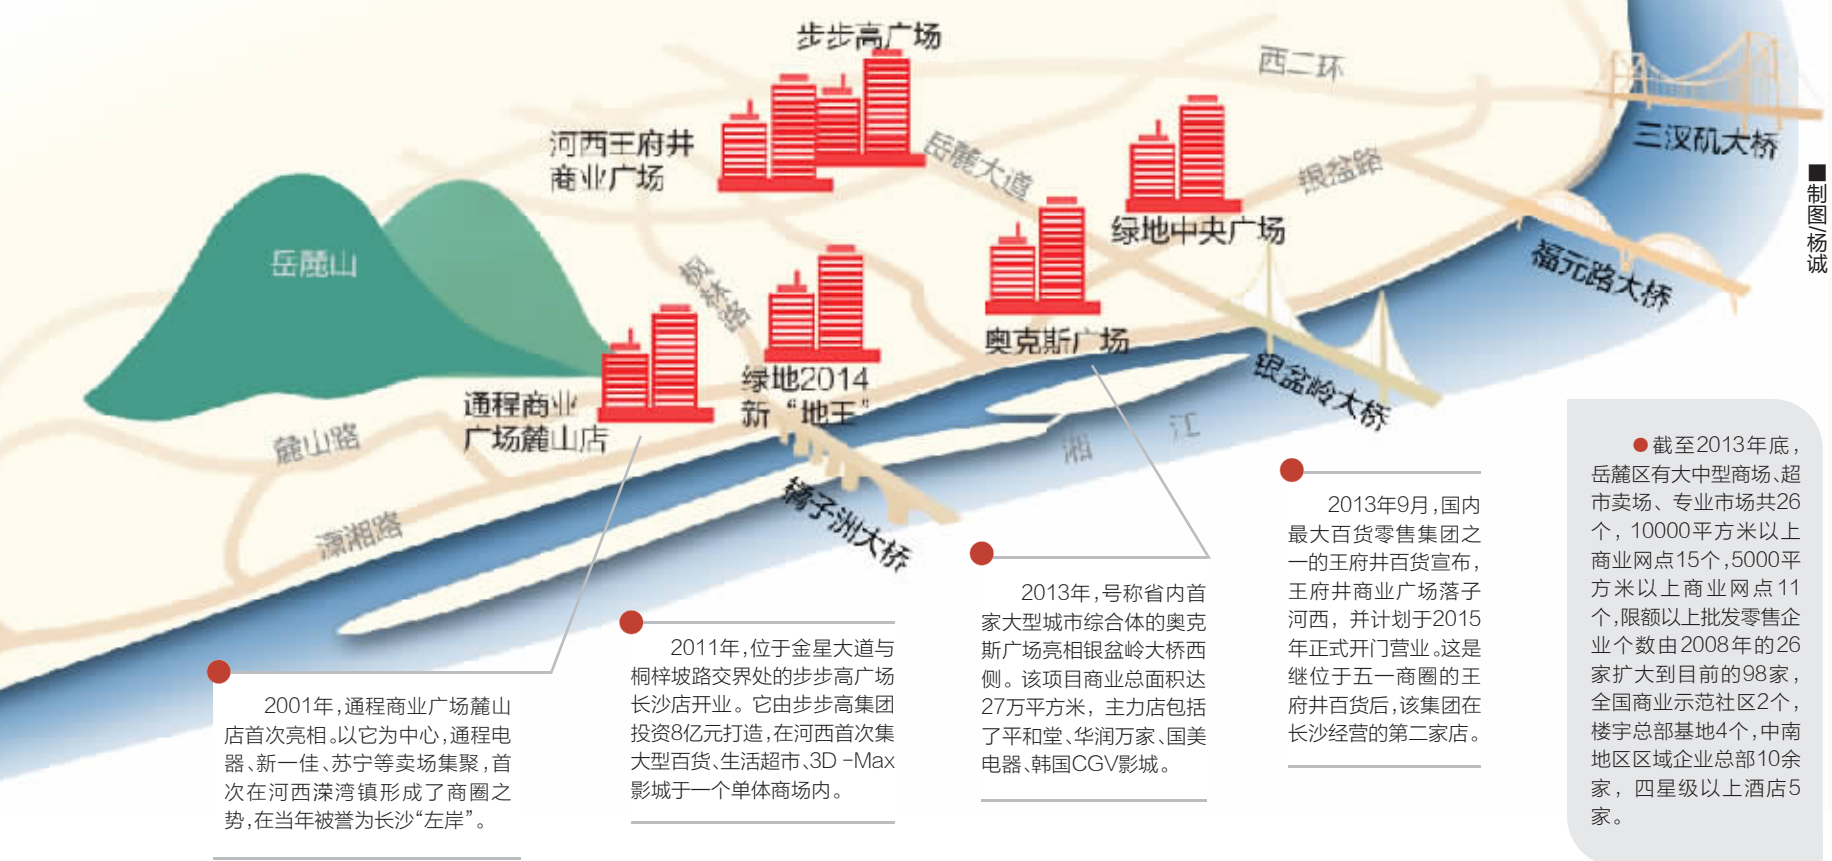 步步高广场
西二环
三汊矶大桥
河西王府井
商业广场
岳麓大道
银盆路
■制图/杨诚
绿地中央广场
福元路大桥
岳麓山
枫林路
奥克斯广场
银盆岭大桥
绿地2014
新“地王”
通程商业
广场麓山店
麓山路
湘江
橘子洲大桥
潇湘路
2001年,通程商业广场麓山
店首次亮相。以它为中心,通程电
器、新一佳、苏宁等卖场集聚,首
次在河西溁湾镇形成了商圈之
势,在当年被誉为长沙“左岸”。
2011年,位于金星大道与
桐梓坡路交界处的步步高广场
长沙店开业。它由步步高集团
投资8亿元打造,在河西首次集
大型百货、生活超市、3D -Max
影城于一个单体商场内。
2013年,号称省内首
家大型城市综合体的奥克
斯广场亮相银盆岭大桥西
侧。该项目商业总面积达
27万平方米，主力店包括
了平和堂、华润万家、国美
电器、韩国CGV影城。
2013年9月,国内
最大百货零售集团之
一的王府井百货宣布,
王府井商业广场落子
河西，并计划于2015
年正式开门营业。这是
继位于五一商圈的王
府井百货后,该集团在
长沙经营的第二家店。
●截至2013年底，
岳麓区有大中型商场、超
市卖场、专业市场共26
个，10000平方米以上
商业网点15个,5000平
方米以上商业网点11
个,限额以上批发零售企
业个数由2008年的26
家扩大到目前的98家，
全国商业示范社区2个，
楼宇总部基地4个,中南
地区区域企业总部10余
家，四星级以上酒店5
家。